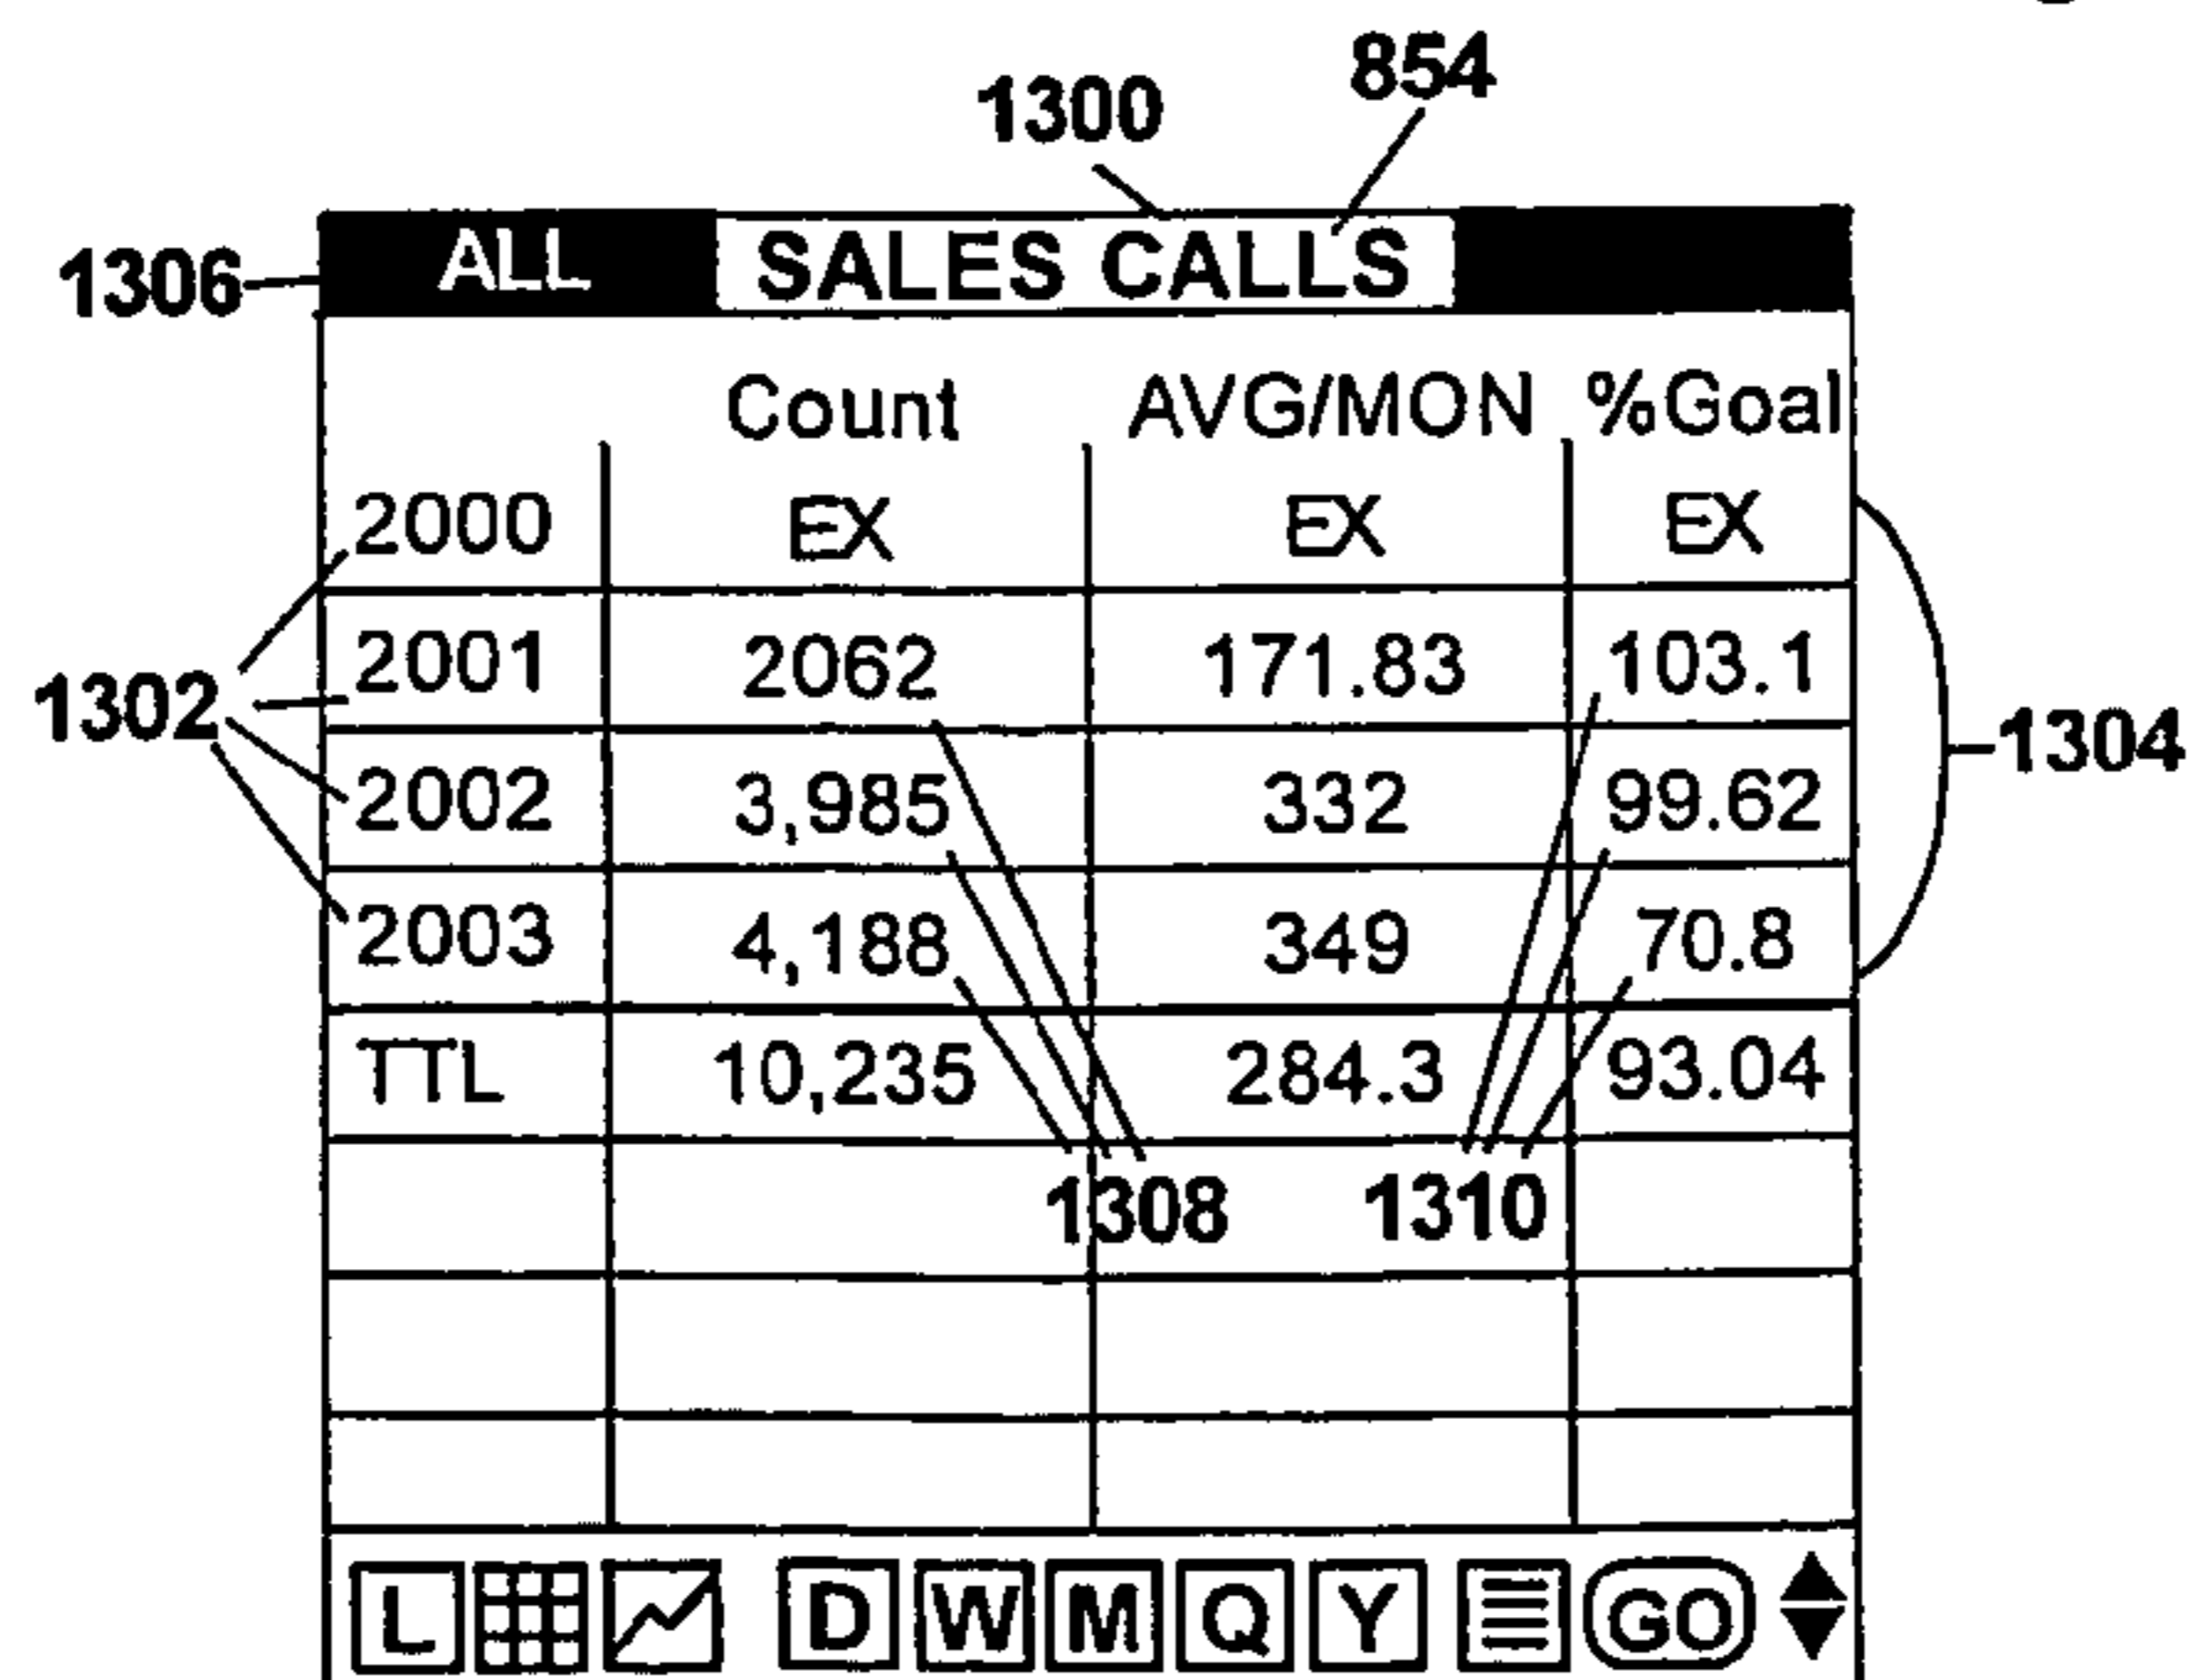 854
1300
1306 ALL SALES CALLS
Count AVG/MON %Goal
2000 EX EX EX
2001 2062 171.83 103.1
1302 1304
2002 3,985 332 99.62
2003 4,188 349 70.8
TTL 10,235 284.3 93.04
1308 1310
L D W M Q Y GO